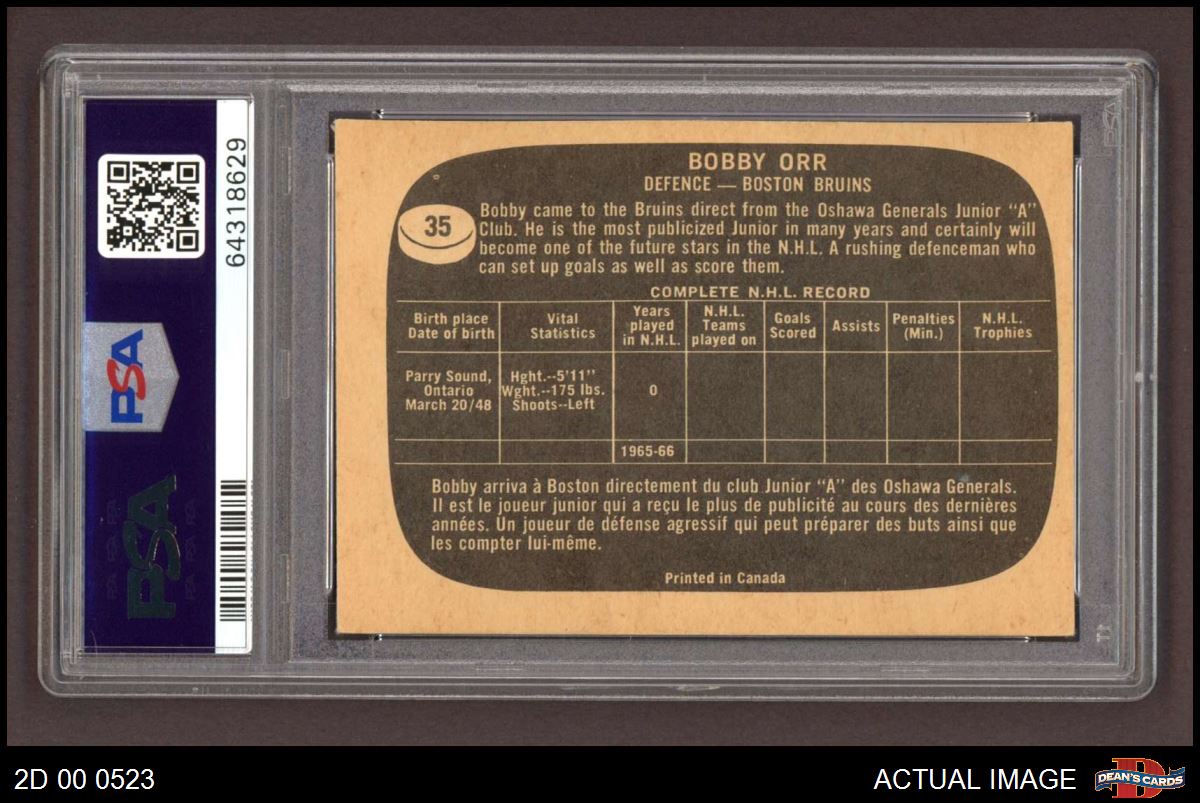 64318629
PSA
PSA
BOBBY ORR
DEFENCE — BOSTON BRUINS
35
Bobby came to the Bruins direct from the Oshawa Generals Junior “A”
Club. He is the most publicized Junior in many years and certainly will
become one of the future stars in the N.H.L. A rushing defenceman who
can set up goals as well as score them.
COMPLETE N.H.L. RECORD
Birth place
Date of birth
Vital
Statistics
Years
played
in N.H.L.
N.H.L.
Teams
played on
Goals
Scored
Assists
Penalties
(Min.)
N.H.L.
Trophies
Parry Sound,
Ontario
March 20/48
Hght.--5'11''
Wght.--175 lbs.
Shoots--Left
0
1965-66
Bobby arriva à Boston directement du club Junior “A” des Oshawa Generals.
Il est le joueur junior qui a reçu le plus de publicité au cours des dernières
années. Un joueur de défense agressif qui peut préparer des buts ainsi que
les compter lui-même.
Printed in Canada
2D 00 0523
ACTUAL IMAGE
DEAN'S CARDS